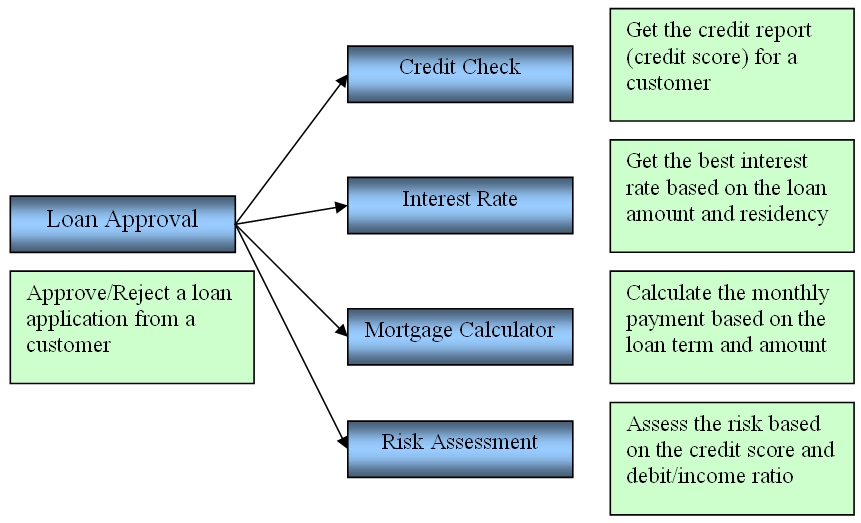 Credit Check
Get the credit report
(credit score) for a
customer
Interest Rate
Get the best interest
rate based on the loan
amount and residency
Loan Approval
Approve/Reject a loan
application from a
customer
Mortgage Calculator
Calculate the monthly
payment based on the
loan term and amount
Risk Assessment
Assess the risk based
on the credit score and
debit/income ratio